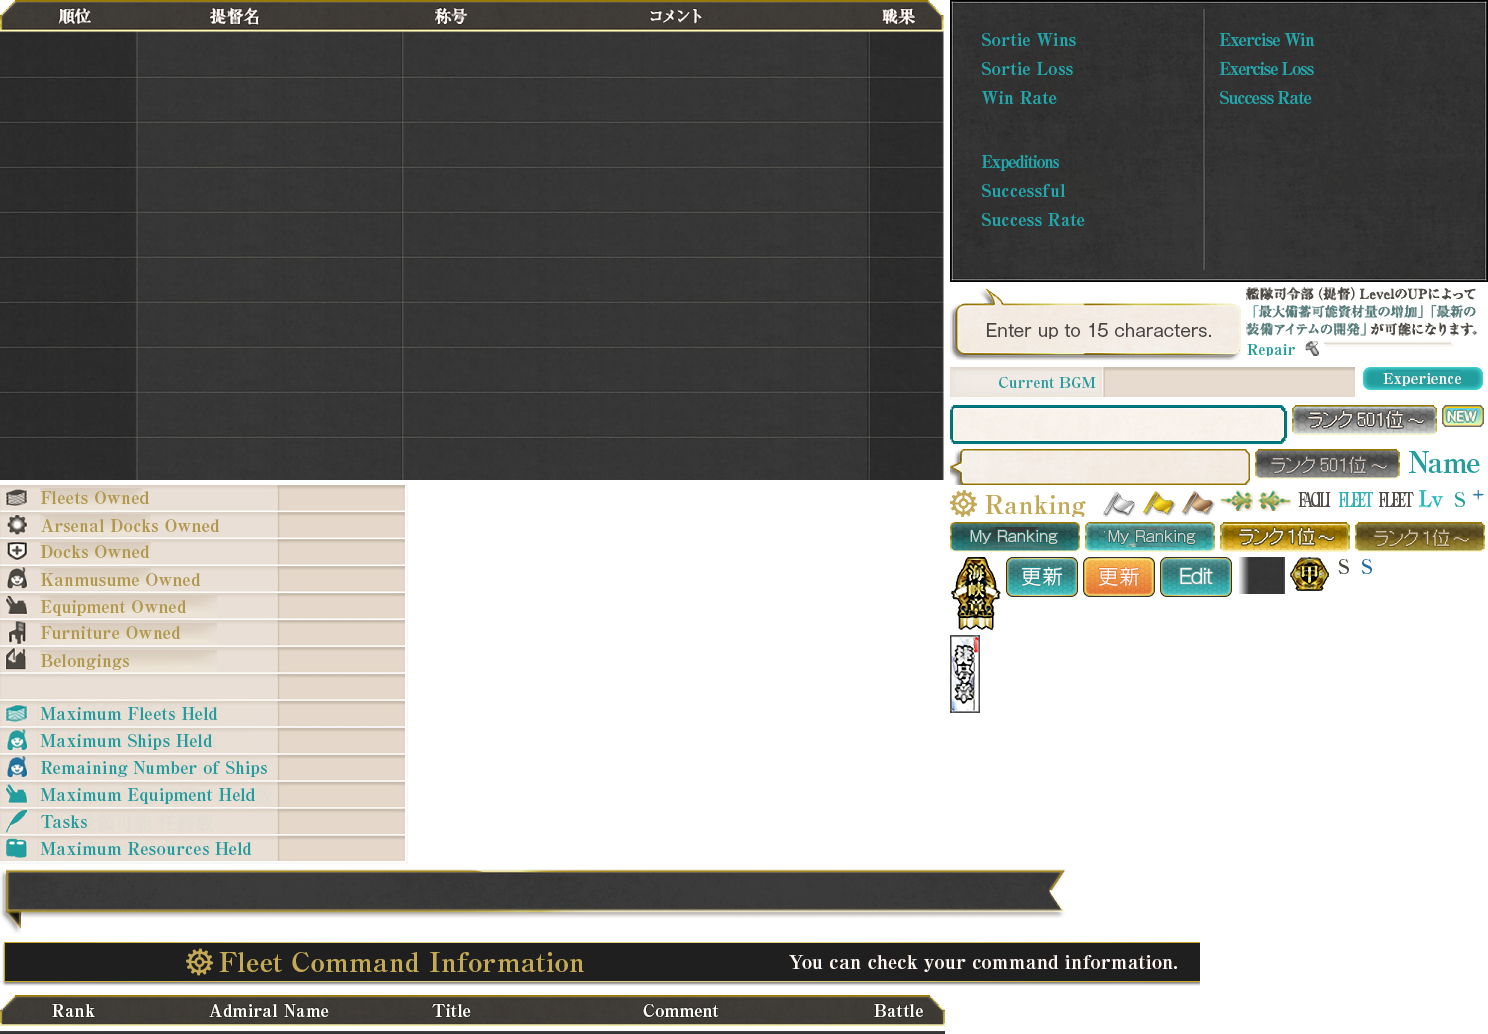 順位 提督名 称号 コメント 戦果
Sortie Wins
Sortie Loss
Win Rate
Expeditions
Successful
Success Rate
Exercise Win
Exercise Loss
Success Rate
Enter up to 15 characters.
艦隊司令部（提督）LevelのUPによって
「最大備蓄可能資材量の増加」「最新の
装備アイテムの開発」が可能になります。
Repair
Current BGM
Experience
ランク501位～
NEW
ランク501位～
Name
Ranking
FACILI
FLEET
FLEET
Lv
S
+
My Ranking
My Ranking
ランク1位～
ランク1位～
更新
更新
Edit
甲
S
S
Fleets Owned
Arsenal Docks Owned
Docks Owned
Kanmusume Owned
Equipment Owned
Furniture Owned
Belongings
Maximum Fleets Held
Maximum Ships Held
Remaining Number of Ships
Maximum Equipment Held
Tasks
Maximum Resources Held
Fleet Command Information
You can check your command information.
Rank Admiral Name Title Comment Battle